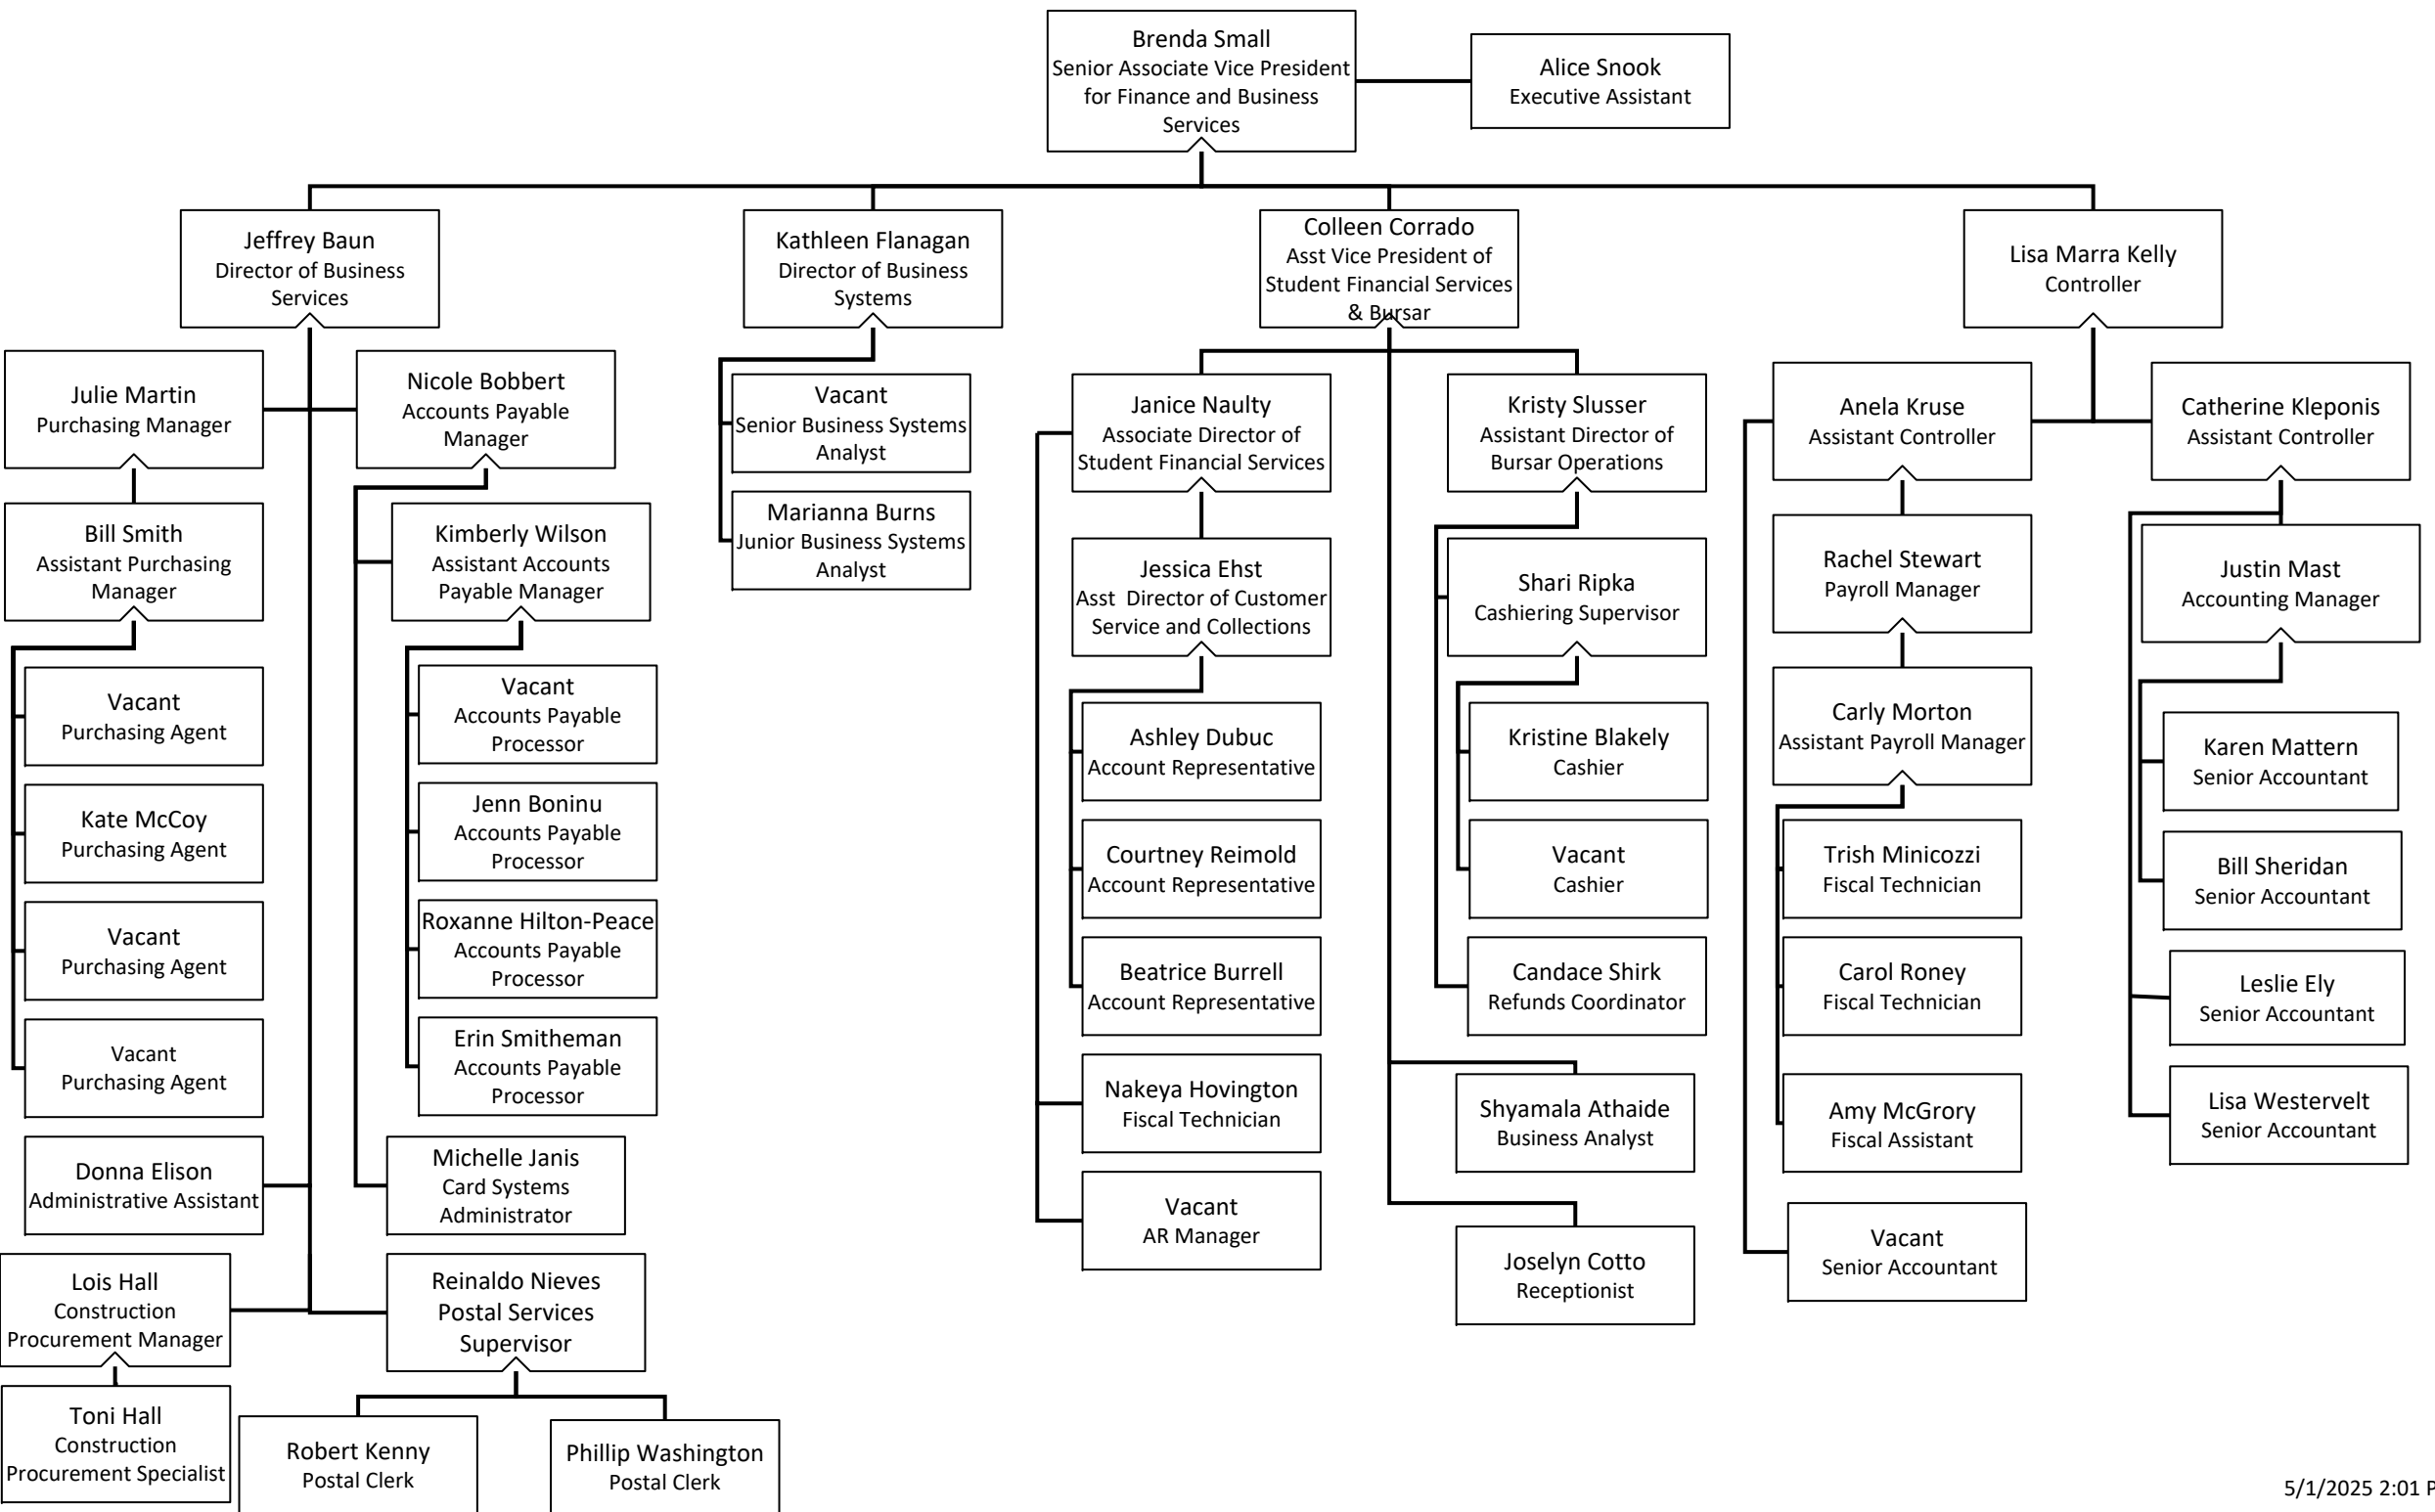 Brenda Small
Senior Associate Vice President
for Finance and Business
Services
Alice Snook
Executive Assistant
Jeffrey Baun
Director of Business
Services
Kathleen Flanagan
Director of Business
Systems
Colleen Corrado
Asst Vice President of
Student Financial Services
& Bursar
Lisa Marra Kelly
Controller
Julie Martin
Purchasing Manager
Nicole Bobbert
Accounts Payable
Manager
Bill Smith
Assistant Purchasing
Manager
Kimberly Wilson
Assistant Accounts
Payable Manager
Vacant
Purchasing Agent
Kate McCoy
Purchasing Agent
Vacant
Purchasing Agent
Vacant
Purchasing Agent
Donna Elison
Administrative Assistant
Lois Hall
Construction
Procurement Manager
Toni Hall
Construction
Procurement Specialist
Vacant
Accounts Payable
Processor
Jenn Boninu
Accounts Payable
Processor
Roxanne Hilton-Peace
Accounts Payable
Processor
Erin Smitheman
Accounts Payable
Processor
Michelle Janis
Card Systems
Administrator
Reinaldo Nieves
Postal Services
Supervisor
Robert Kenny
Postal Clerk
Phillip Washington
Postal Clerk
Vacant
Senior Business Systems
Analyst
Marianna Burns
Junior Business Systems
Analyst
Janice Naulty
Associate Director of
Student Financial Services
Jessica Ehst
Asst  Director of Customer
Service and Collections
Ashley Dubuc
Account Representative
Courtney Reimold
Account Representative
Beatrice Burrell
Account Representative
Nakeya Hovington
Fiscal Technician
Vacant
AR Manager
Kristy Slusser
Assistant Director of
Bursar Operations
Shari Ripka
Cashiering Supervisor
Kristine Blakely
Cashier
Vacant
Cashier
Candace Shirk
Refunds Coordinator
Shyamala Athaide
Business Analyst
Joselyn Cotto
Receptionist
Anela Kruse
Assistant Controller
Rachel Stewart
Payroll Manager
Carly Morton
Assistant Payroll Manager
Trish Minicozzi
Fiscal Technician
Carol Roney
Fiscal Technician
Amy McGrory
Fiscal Assistant
Vacant
Senior Accountant
Catherine Kleponis
Assistant Controller
Justin Mast
Accounting Manager
Karen Mattern
Senior Accountant
Bill Sheridan
Senior Accountant
Leslie Ely
Senior Accountant
Lisa Westervelt
Senior Accountant
5/1/2025 2:01 P